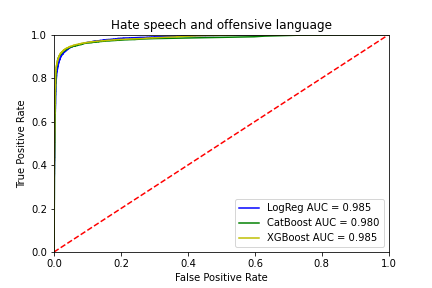 Hate speech and offensive language
1.0
0.8
0.6
0.4
0.2
0.0
True Positive Rate
LogReg AUC = 0.985
CatBoost AUC = 0.980
XGBoost AUC = 0.985
0.0 0.2 0.4 0.6 0.8 1.0
False Positive Rate